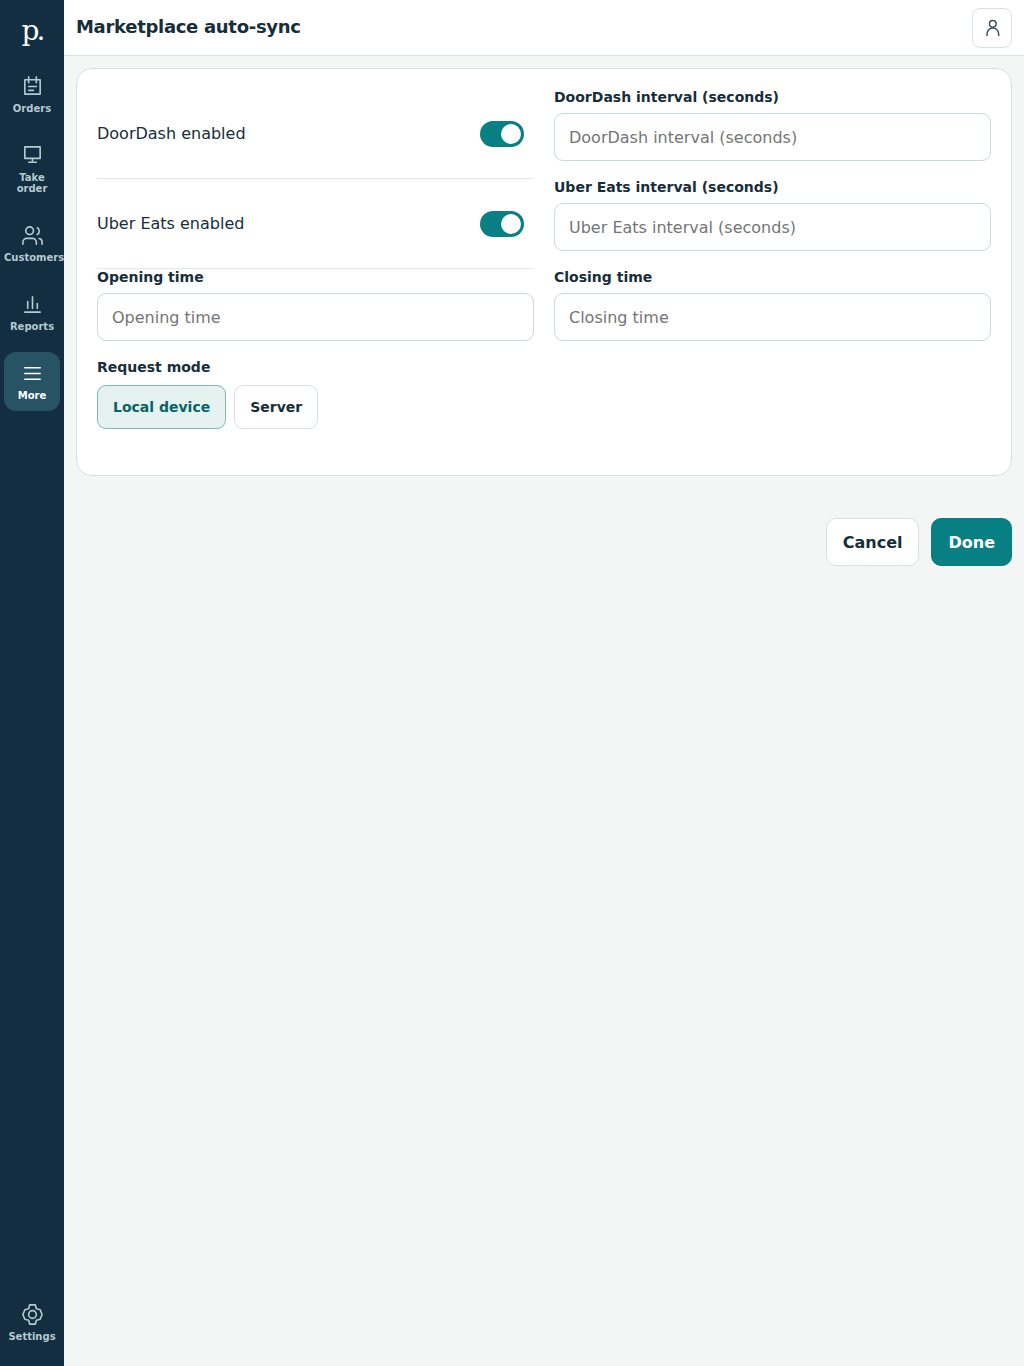 p.
Marketplace auto-sync
Orders
Take
order
Customers
Reports
More
Settings
DoorDash enabled
DoorDash interval (seconds)
DoorDash interval (seconds)
Uber Eats enabled
Uber Eats interval (seconds)
Uber Eats interval (seconds)
Opening time
Opening time
Closing time
Closing time
Request mode
Local device
Server
Cancel
Done